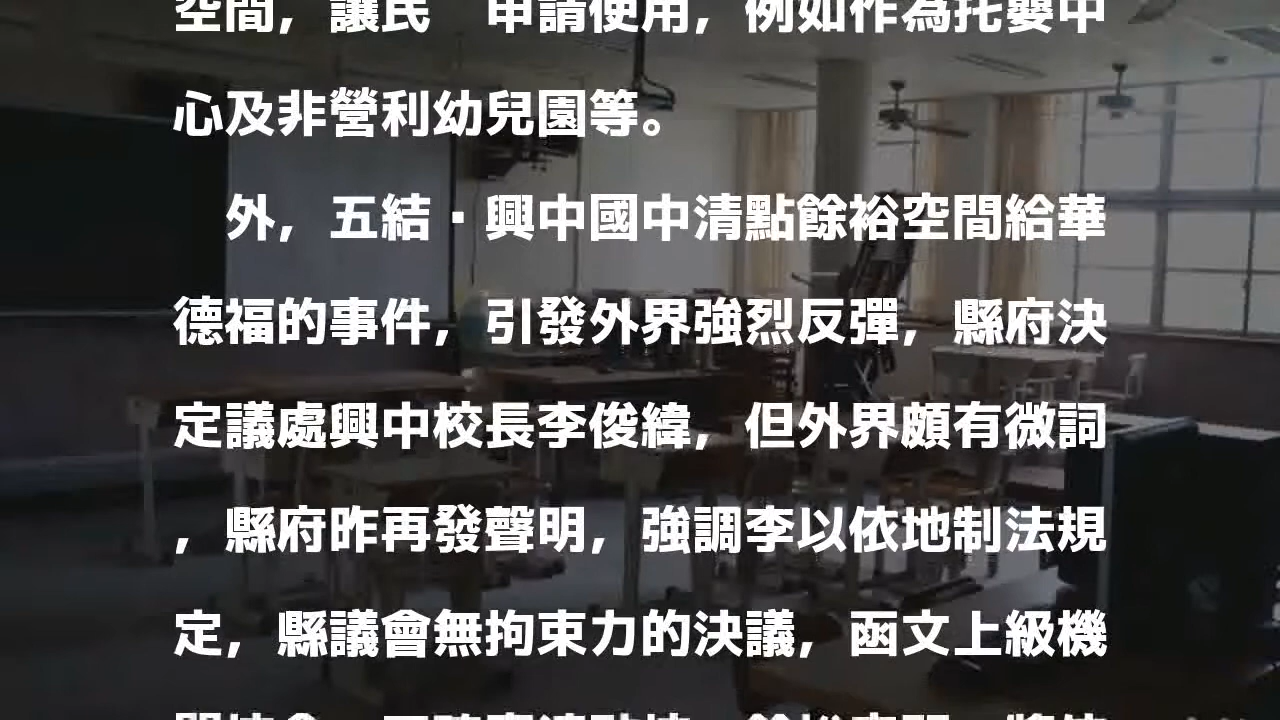 空間，讓民　申請使用，例如作為托嬰中
心及非營利幼兒園等。
外，五結·興中國中清點餘裕空間給華
德福的事件，引發外界強烈反彈，縣府決
定議處興中校長李俊緯，但外界頗有微詞
，縣府昨再發聲明，強調李以依地制法規
定，縣議會無拘束力的決議，函文上級機